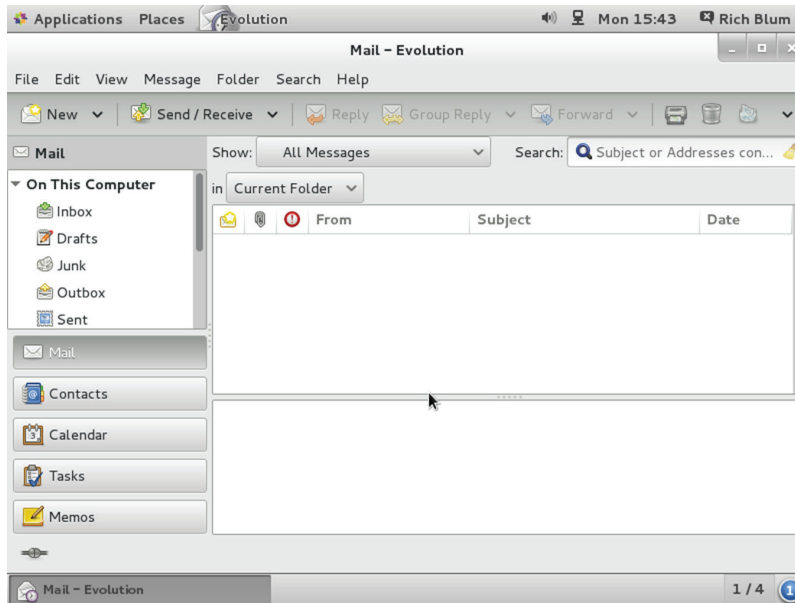 Applications Places Evolution Mon 15:43 Rich Blum
Mail – Evolution
File Edit View Message Folder Search Help
New Send / Receive Reply Group Reply Forward
Mail Show: All Messages Search: Subject or Addresses con...
On This Computer in Current Folder
Inbox From Subject Date
Drafts
Junk
Outbox
Sent
Mail
Contacts
Calendar
Tasks
Memos
Mail – Evolution 1 / 4 1